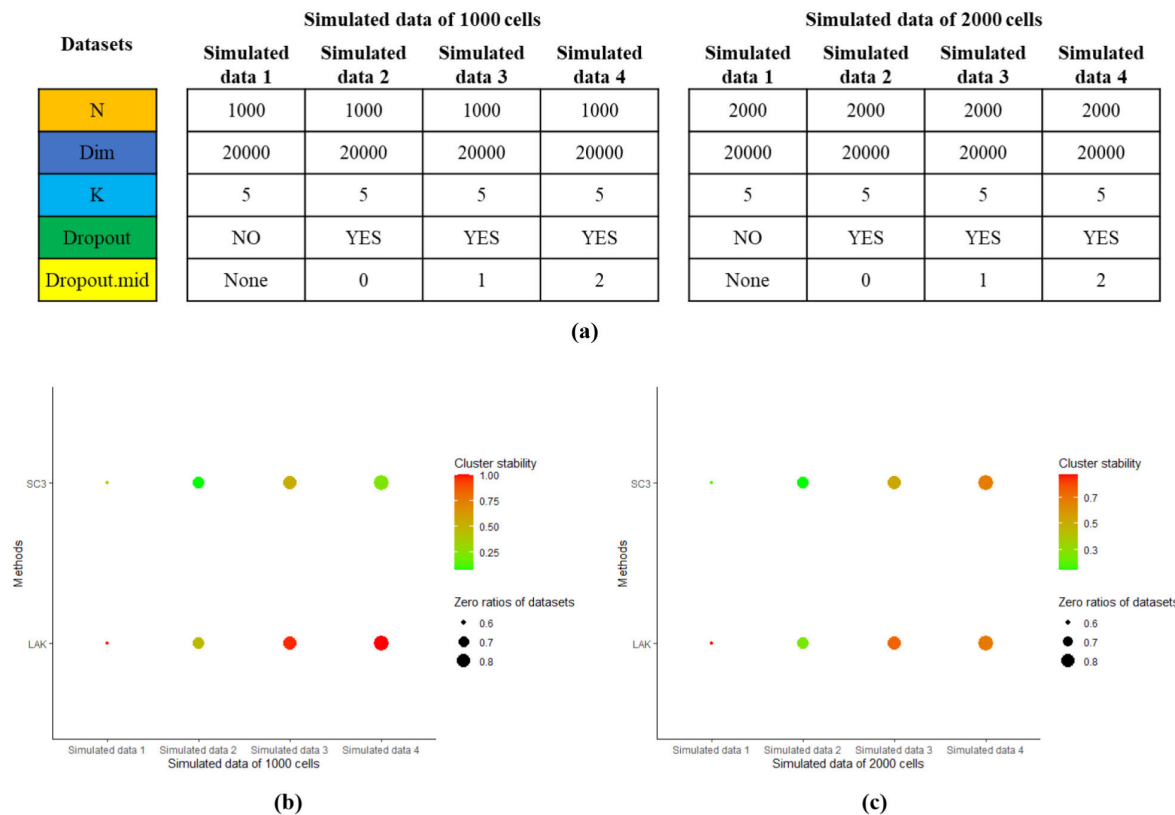 Simulated data of 1000 cells Simulated data of 2000 cells
Datasets Simulated data 1 Simulated data 2 Simulated data 3 Simulated data 4 Simulated data 1 Simulated data 2 Simulated data 3 Simulated data 4
N 1000 1000 1000 1000 2000 2000 2000 2000
Dim 20000 20000 20000 20000 20000 20000 20000 20000
K 5 5 5 5 5 5 5 5
Dropout NO YES YES YES NO YES YES YES
Dropout.mid None 0 1 2 None 0 1 2
(a)
Methods
SC3
LAK
Simulated data 1 Simulated data 2 Simulated data 3 Simulated data 4
Simulated data of 1000 cells
Cluster stability
1.00
0.75
0.50
0.25
Zero ratios of datasets
0.6
0.7
0.8
(b)
Methods
SC3
LAK
Simulated data 1 Simulated data 2 Simulated data 3 Simulated data 4
Simulated data of 2000 cells
Cluster stability
0.7
0.5
0.3
Zero ratios of datasets
0.6
0.7
0.8
(c)